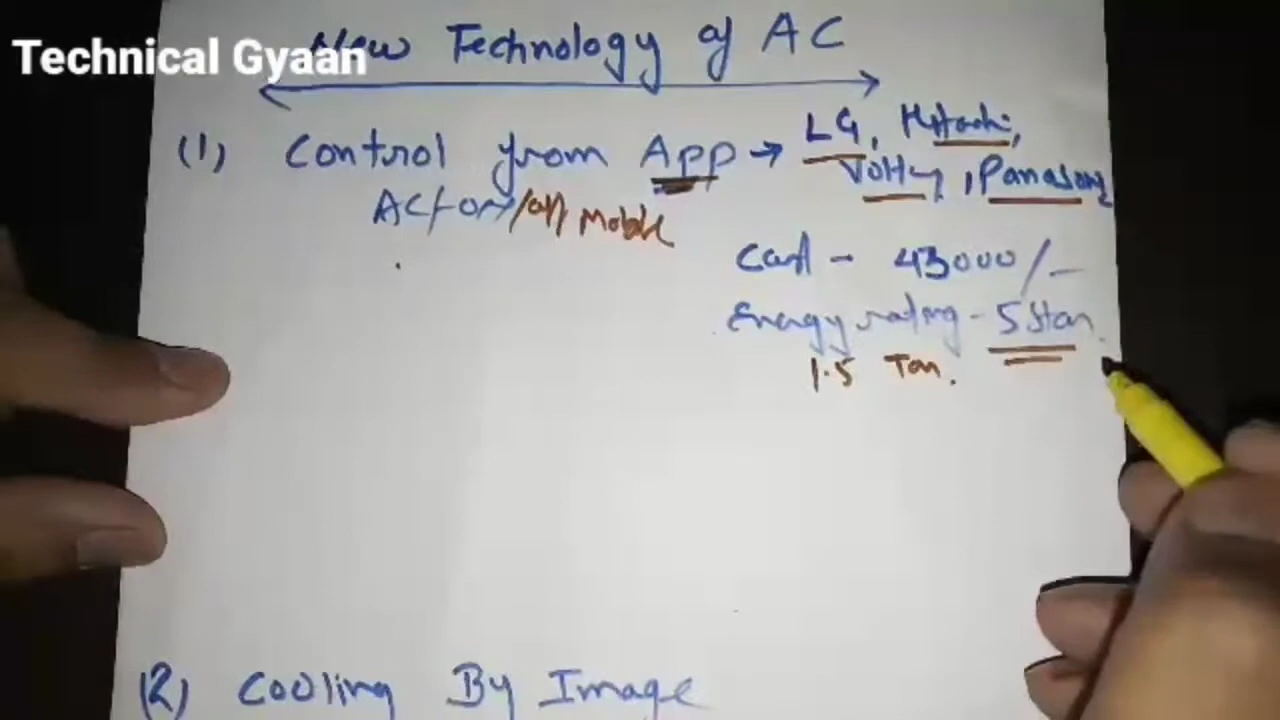 Technical Gyaan
New Technology of AC
(1) Control from App → LG, Hitachi,
Voltas, Panasonic
AC on/off Mobile
Cost - 43000/-
Energy rating - 5 Star
1.5 Ton.
(2) Cooling By Image